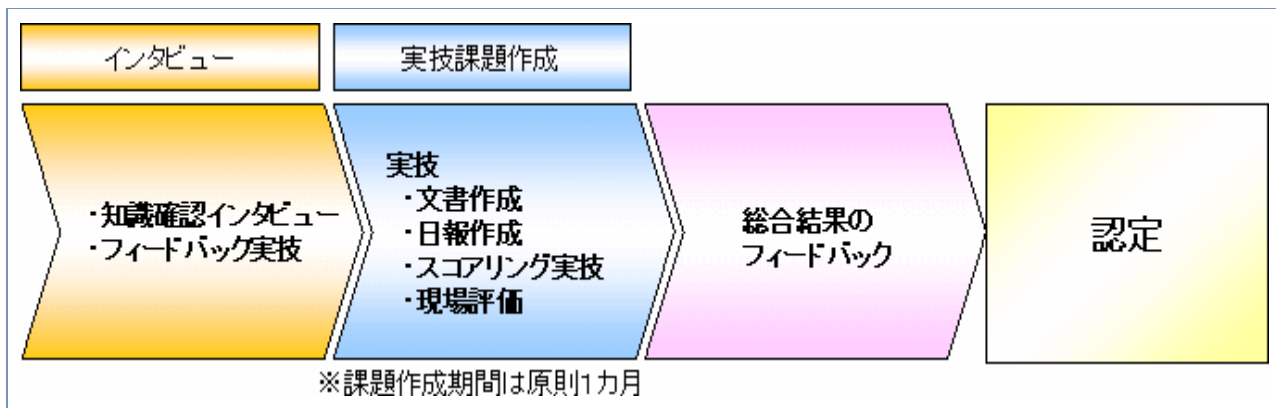 インタビュー
実技課題作成
・知識確認インタビュー
・フィードバック実技
実技
・文書作成
・日報作成
・スコアリング実技
・現場評価
総合結果の
フィードバック
認定
※課題作成期間は原則1カ月